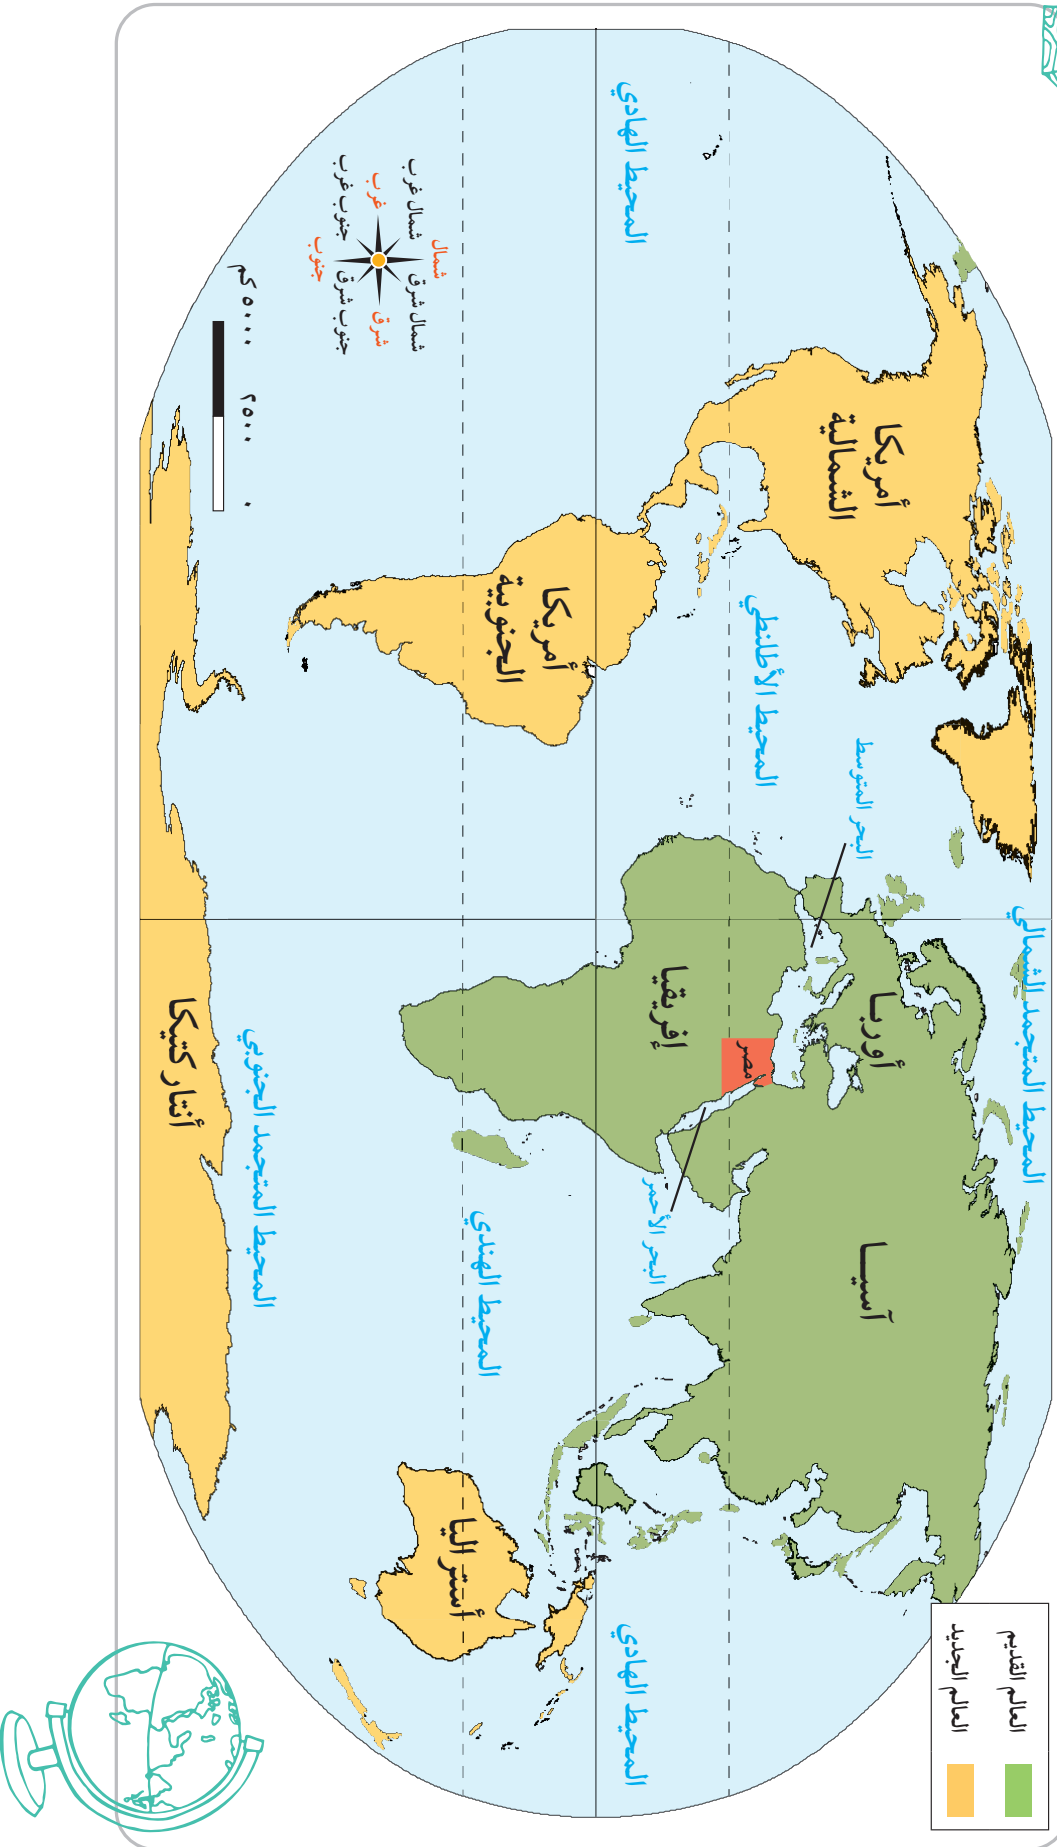 العالم القديم
العالم الجديد
المحيط المتجمد الشمالي
أمريكا
الشمالية
أوربا
آسيا
البحر المتوسط
المحيط الأطلنطي
مصر
إفريقيا
البحر الأحمر
المحيط الهادي
المحيط الهادي
أمريكا
الجنوبية
المحيط الهندي
أستراليا
شمال
شمال غرب
شمال شرق
غرب
شرق
جنوب غرب
جنوب شرق
جنوب
المحيط المتجمد الجنوبي
٥٠٠٠ كم
٢٥٠٠
٠
أنتاركتيكا